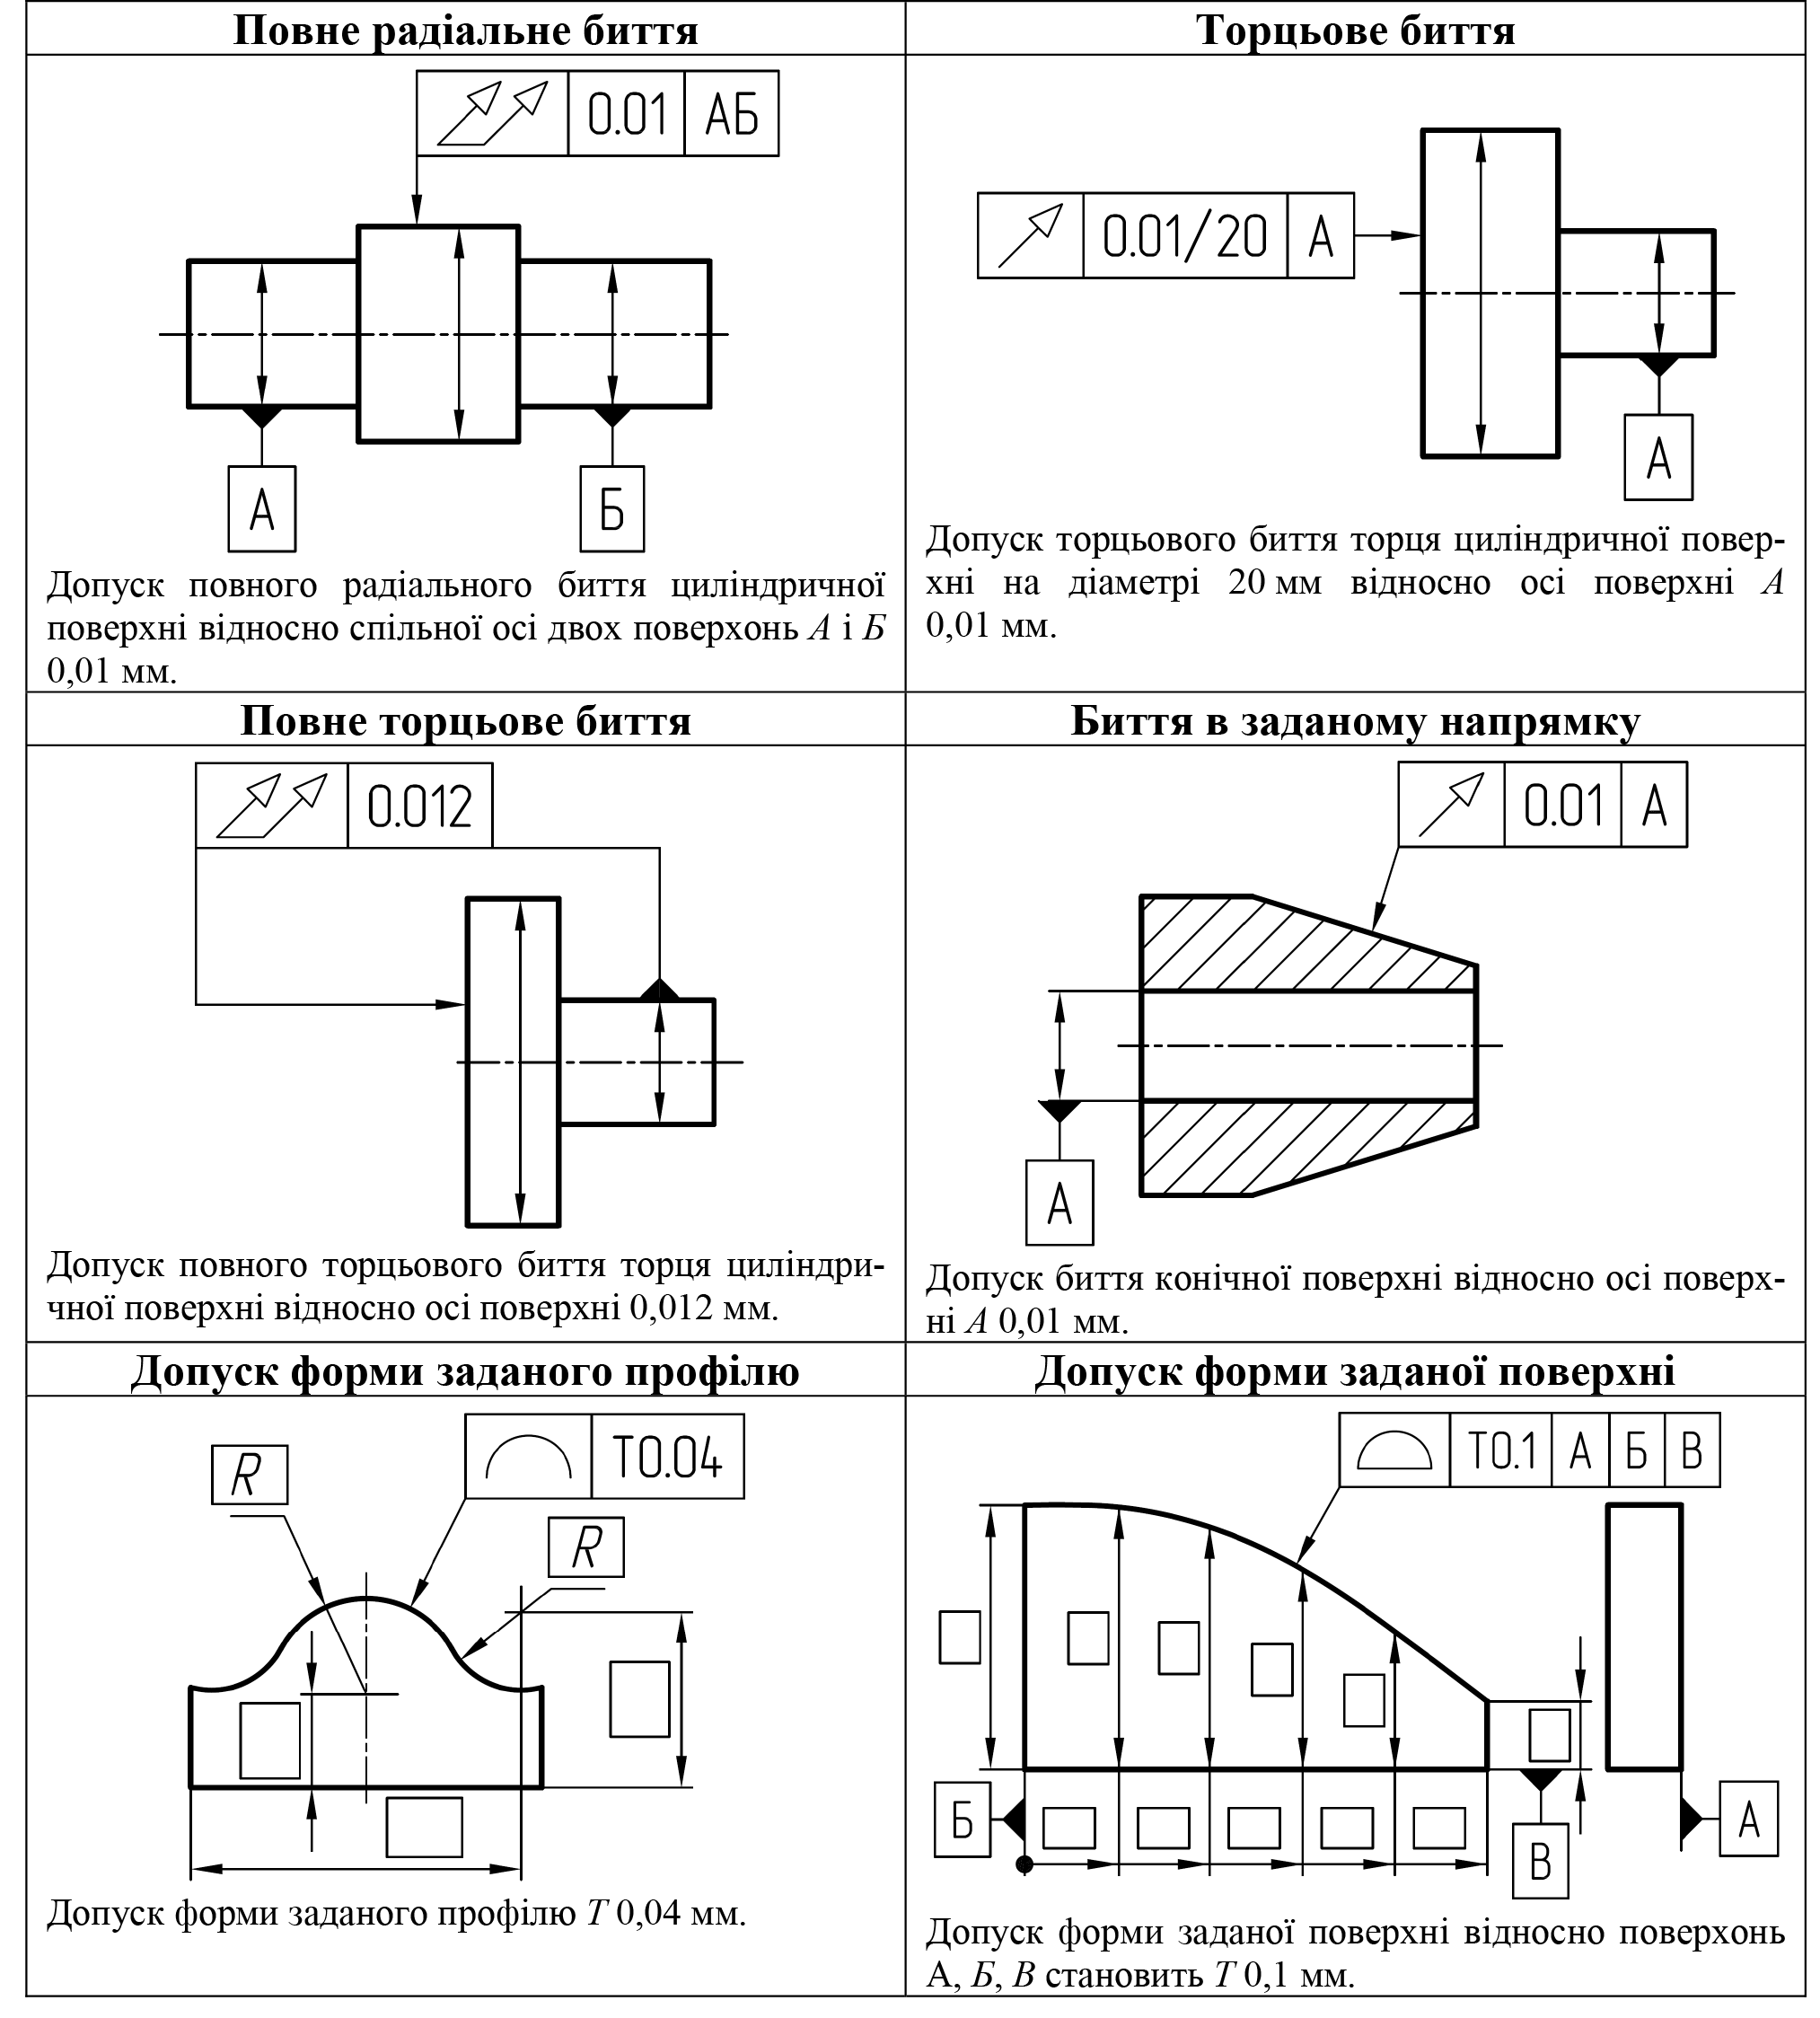 Повне радіальне биття
0.01 АБ
А Б
Допуск повного радіального биття циліндричної
поверхні відносно спільної осі двох поверхонь А і Б
0,01 мм.
Торцьове биття
0.01/20 А
А
Допуск торцьового биття торця циліндричної повер-
хні на діаметрі 20 мм відносно осі поверхні А
0,01 мм.
Повне торцьове биття
0.012
Допуск повного торцьового биття торця циліндри-
чної поверхні відносно осі поверхні 0,012 мм.
Биття в заданому напрямку
0.01 А
А
Допуск биття конічної поверхні відносно осі поверх-
ні А 0,01 мм.
Допуск форми заданого профілю
Т0.04
R
R
Допуск форми заданого профілю Т 0,04 мм.
Допуск форми заданої поверхні
Т0.1 А Б В
Б
В
А
Допуск форми заданої поверхні відносно поверхонь
А, Б, В становить Т 0,1 мм.